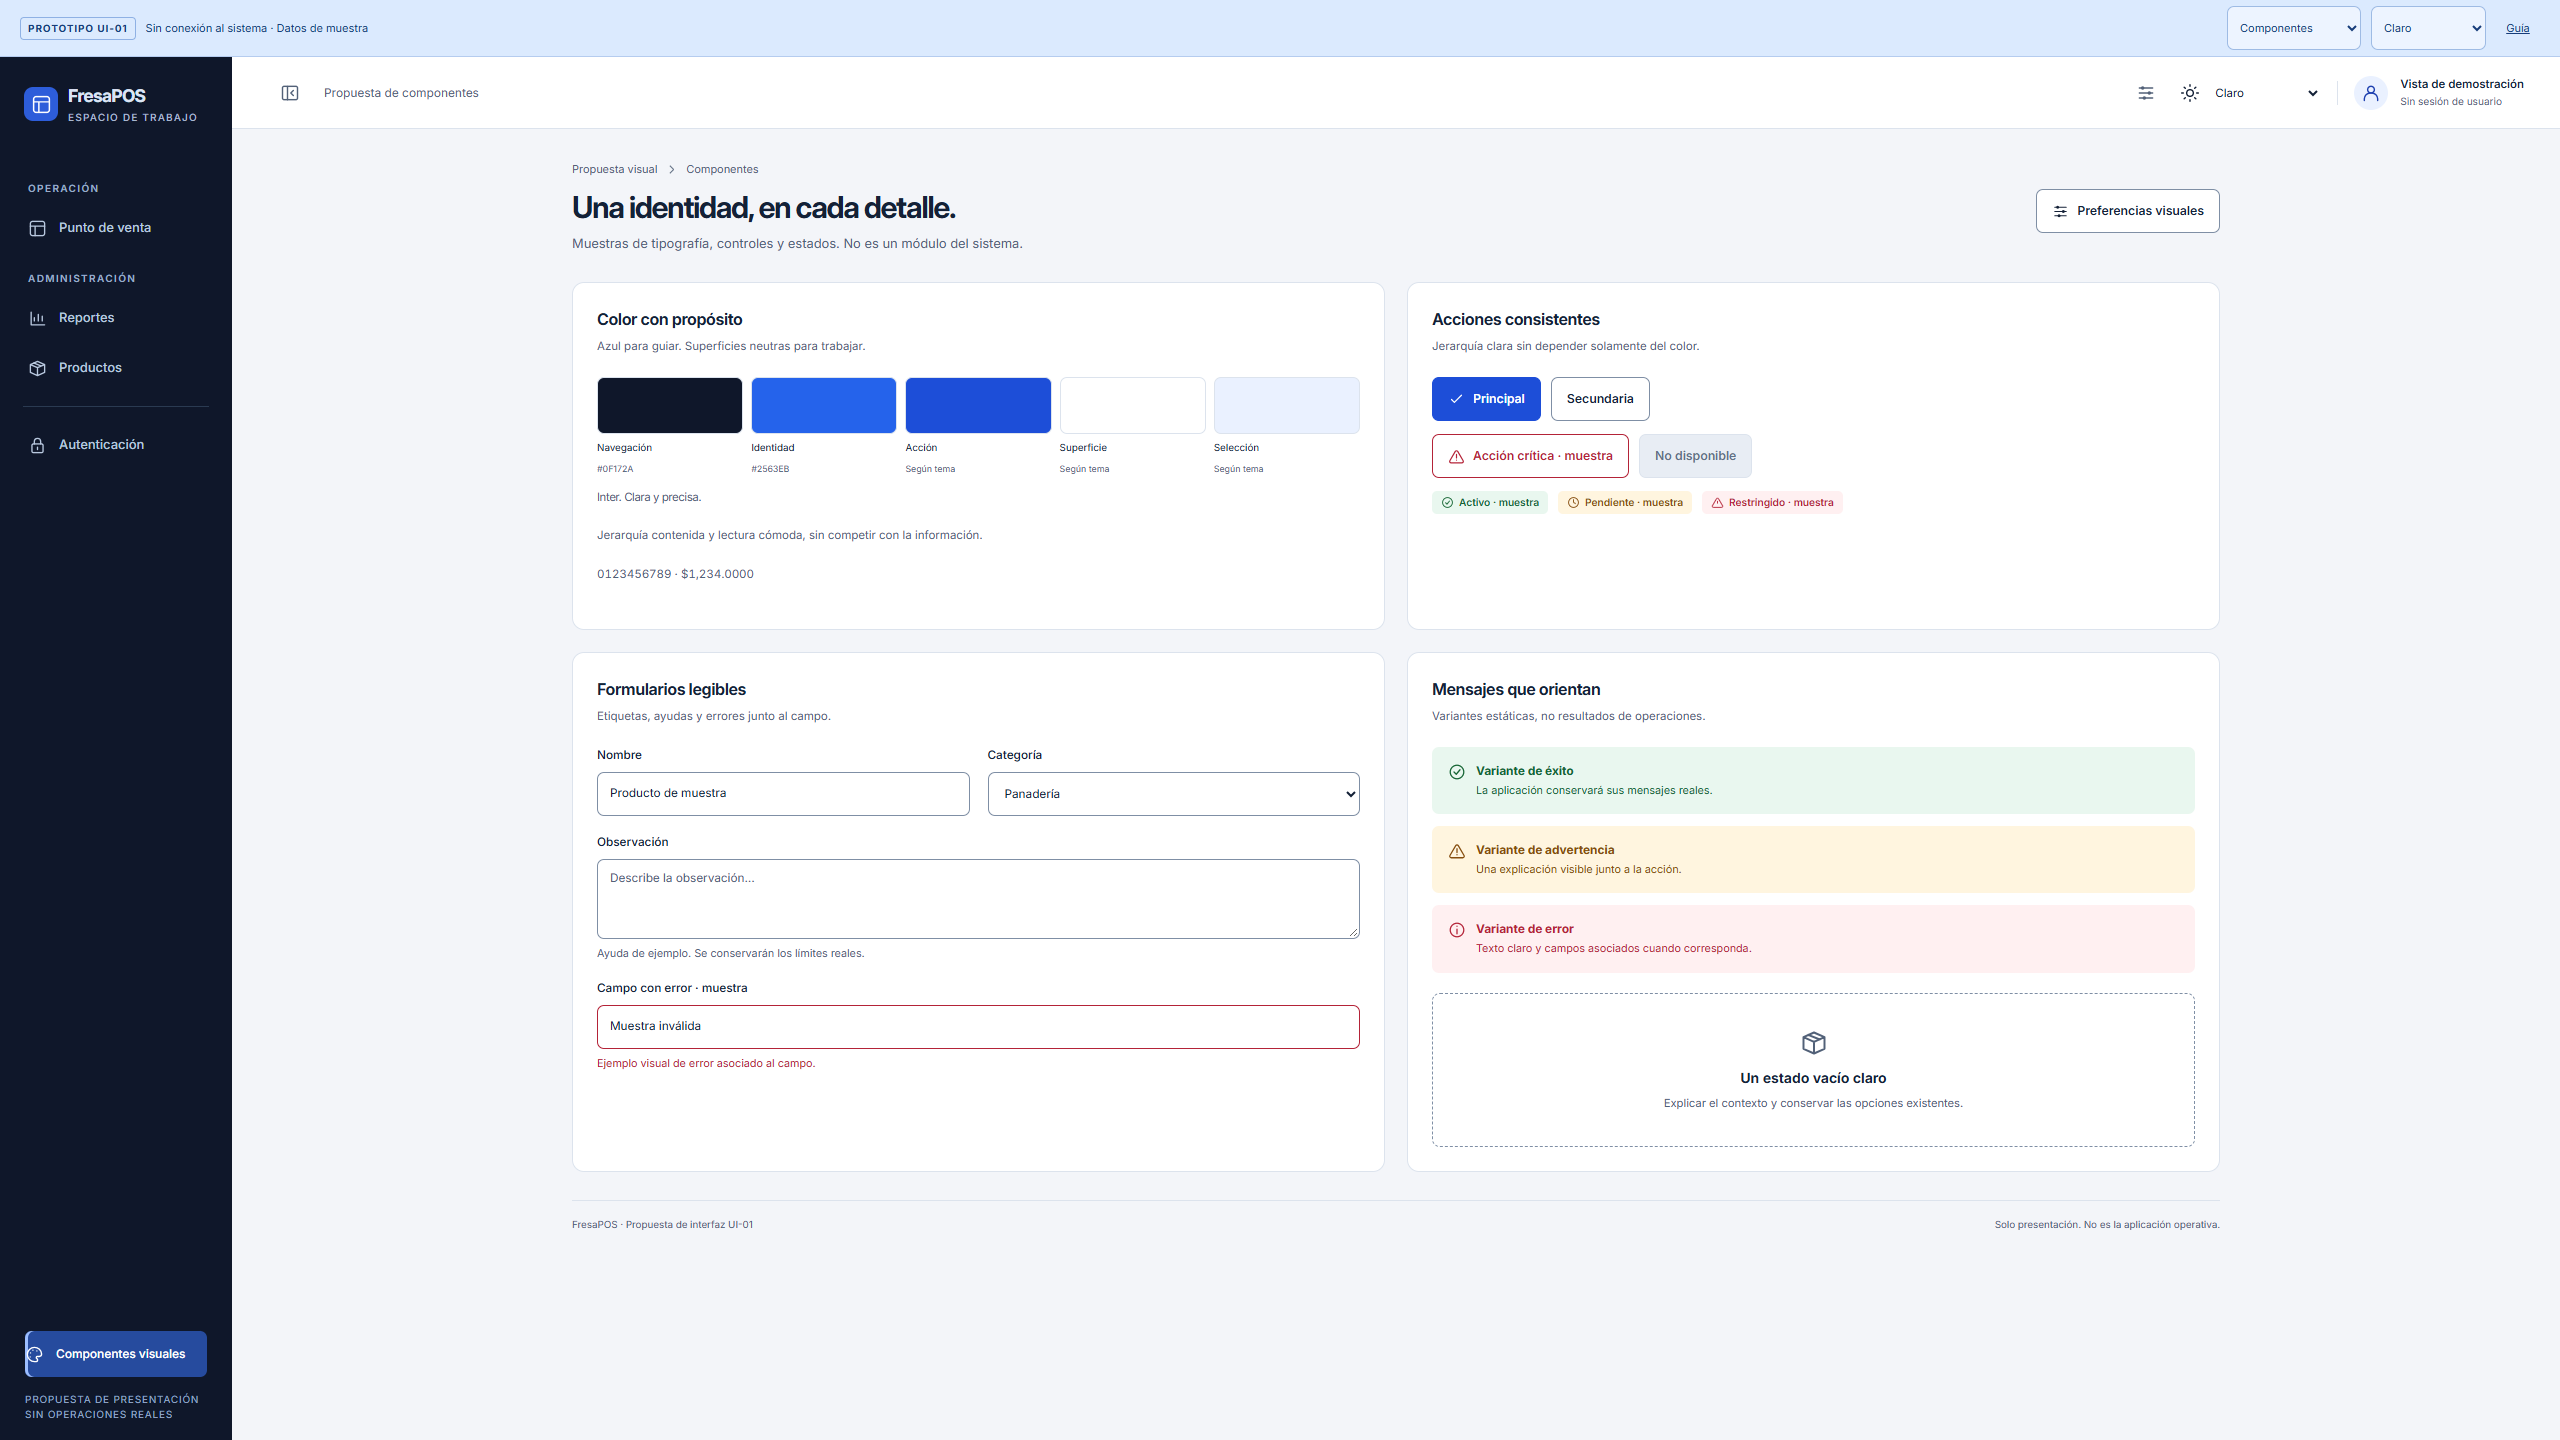 PROTOTIPO UI-01
Sin conexión al sistema · Datos de muestra
Componentes
Claro
Guía
FresaPOS
ESPACIO DE TRABAJO
OPERACIÓN
Punto de venta
ADMINISTRACIÓN
Reportes
Productos
Autenticación
Componentes visuales
PROPUESTA DE PRESENTACIÓN
SIN OPERACIONES REALES
Propuesta de componentes
Claro
Vista de demostración
Sin sesión de usuario
Propuesta visual
Componentes
Una identidad, en cada detalle.
Muestras de tipografía, controles y estados. No es un módulo del sistema.
Preferencias visuales
Color con propósito
Azul para guiar. Superficies neutras para trabajar.
Navegación
#0F172A
Identidad
#2563EB
Acción
Según tema
Superficie
Según tema
Selección
Según tema
Inter. Clara y precisa.
Jerarquía contenida y lectura cómoda, sin competir con la información.
0123456789 · $1,234.0000
Acciones consistentes
Jerarquía clara sin depender solamente del color.
Principal
Secundaria
Acción crítica · muestra
No disponible
Activo · muestra
Pendiente · muestra
Restringido · muestra
Formularios legibles
Etiquetas, ayudas y errores junto al campo.
Nombre
Producto de muestra
Categoría
Panadería
Observación
Describe la observación...
Ayuda de ejemplo. Se conservarán los límites reales.
Campo con error · muestra
Muestra inválida
Ejemplo visual de error asociado al campo.
Mensajes que orientan
Variantes estáticas, no resultados de operaciones.
Variante de éxito
La aplicación conservará sus mensajes reales.
Variante de advertencia
Una explicación visible junto a la acción.
Variante de error
Texto claro y campos asociados cuando corresponda.
Un estado vacío claro
Explicar el contexto y conservar las opciones existentes.
FresaPOS · Propuesta de interfaz UI-01
Solo presentación. No es la aplicación operativa.